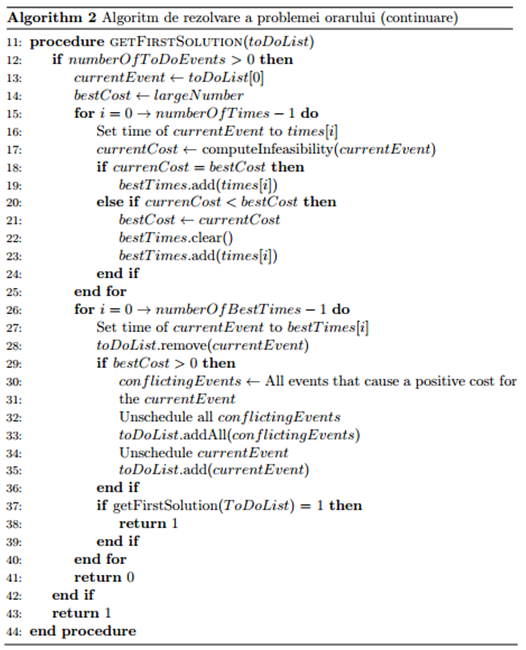 Algorithm 2 Algoritm de rezolvare a problemei orarului (continuare)
11: procedure GETFIRSTSOLUTION(toDoList)
12: if numberOfToDoEvents > 0 then
13: currentEvent ← toDoList[0]
14: bestCost ← largeNumber
15: for i = 0 → numberOfTimes − 1 do
16: Set time of currentEvent to times[i]
17: currentCost ← computeInfeasibility(currentEvent)
18: if currenCost = bestCost then
19: bestTimes.add(times[i])
20: else if currenCost < bestCost then
21: bestCost ← currentCost
22: bestTimes.clear()
23: bestTimes.add(times[i])
24: end if
25: end for
26: for i = 0 → numberOfBestTimes − 1 do
27: Set time of currentEvent to bestTimes[i]
28: toDoList.remove(currentEvent)
29: if bestCost > 0 then
30: conflictingEvents ← All events that cause a positive cost for
31: the currentEvent
32: Unschedule all conflictingEvents
33: toDoList.addAll(conflictingEvents)
34: Unschedule currentEvent
35: toDoList.add(currentEvent)
36: end if
37: if getFirstSolution(ToDoList) = 1 then
38: return 1
39: end if
40: end for
41: return 0
42: end if
43: return 1
44: end procedure